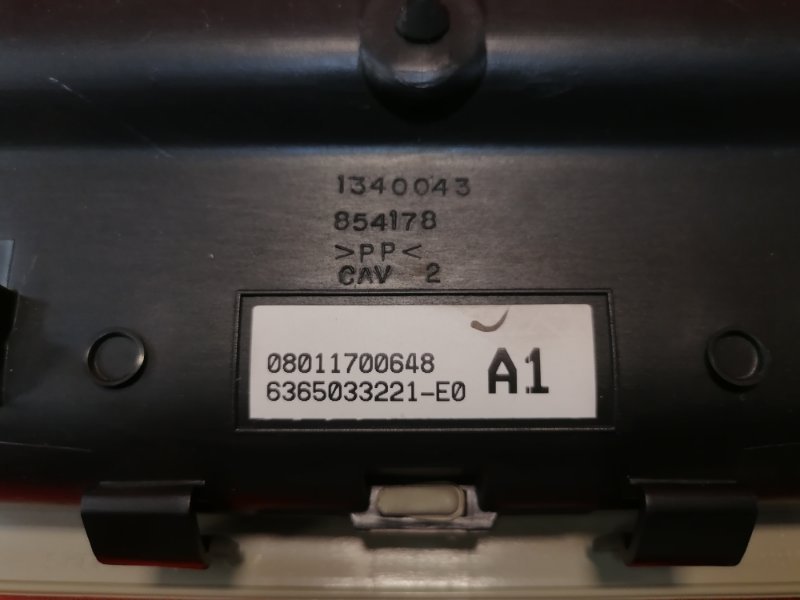 1340043
854178
>PP<
CAV 2
08011700648
6365033221-E0
A1